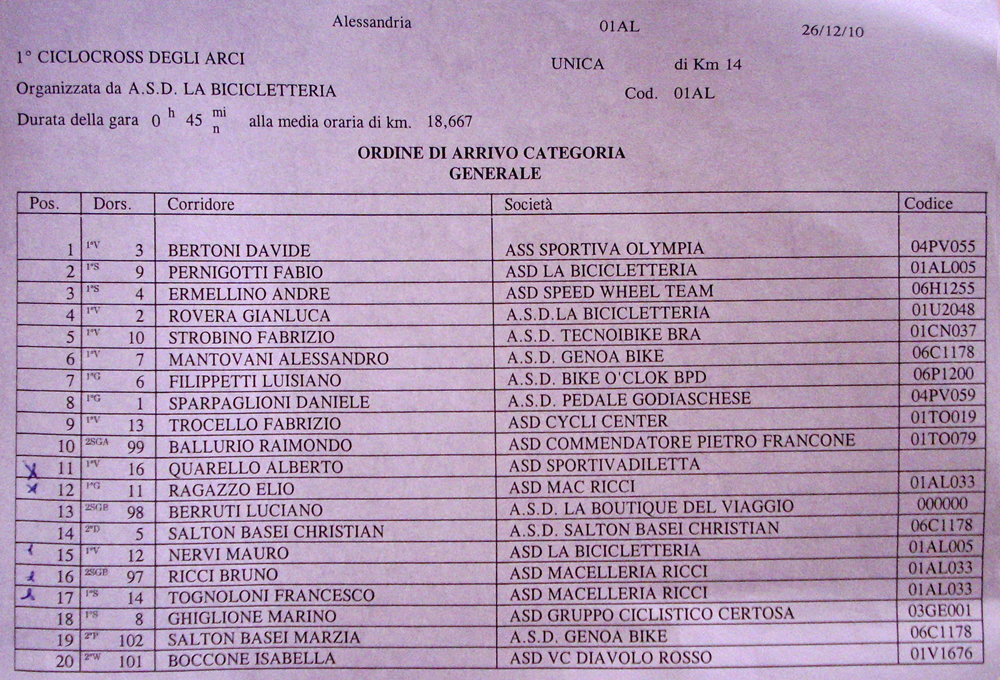 Alessandria 01AL 26/12/10
1° CICLOCROSS DEGLI ARCI UNICA di Km 14
Organizzata da A.S.D. LA BICICLETTERIA Cod. 01AL
Durata della gara 0 h 45 min alla media oraria di km. 18,667
ORDINE DI ARRIVO CATEGORIA
GENERALE
Pos. Dors. Corridore Società Codice
1 1°V 3 BERTONI DAVIDE ASS SPORTIVA OLYMPIA 04PV055
2 1°S 9 PERNIGOTTI FABIO ASD LA BICICLETTERIA 01AL005
3 1°S 4 ERMELLINO ANDRE ASD SPEED WHEEL TEAM 06H1255
4 1°V 2 ROVERA GIANLUCA A.S.D.LA BICICLETTERIA 01U2048
5 1°V 10 STROBINO FABRIZIO A.S.D. TECNOIBIKE BRA 01CN037
6 1°V 7 MANTOVANI ALESSANDRO A.S.D. GENOA BIKE 06C1178
7 1°G 6 FILIPPETTI LUISIANO A.S.D. BIKE O'CLOK BPD 06P1200
8 1°G 1 SPARPAGLIONI DANIELE A.S.D. PEDALE GODIASCHESE 04PV059
9 1°V 13 TROCELLO FABRIZIO ASD CYCLI CENTER 01TO019
10 2SGA 99 BALLURIO RAIMONDO ASD COMMENDATORE PIETRO FRANCONE 01TO079
11 1°V 16 QUARELLO ALBERTO ASD SPORTIVADILETTA
12 1°G 11 RAGAZZO ELIO ASD MAC RICCI 01AL033
13 2SGB 98 BERRUTI LUCIANO A.S.D. LA BOUTIQUE DEL VIAGGIO 000000
14 2°D 5 SALTON BASEI CHRISTIAN A.S.D. SALTON BASEI CHRISTIAN 06C1178
15 1°V 12 NERVI MAURO ASD LA BICICLETTERIA 01AL005
16 2SGB 97 RICCI BRUNO ASD MACELLERIA RICCI 01AL033
17 1°S 14 TOGNOLONI FRANCESCO ASD MACELLERIA RICCI 01AL033
18 1°S 8 GHIGLIONE MARINO ASD GRUPPO CICLISTICO CERTOSA 03GE001
19 2°P 102 SALTON BASEI MARZIA A.S.D. GENOA BIKE 06C1178
20 2°W 101 BOCCONE ISABELLA ASD VC DIAVOLO ROSSO 01V1676